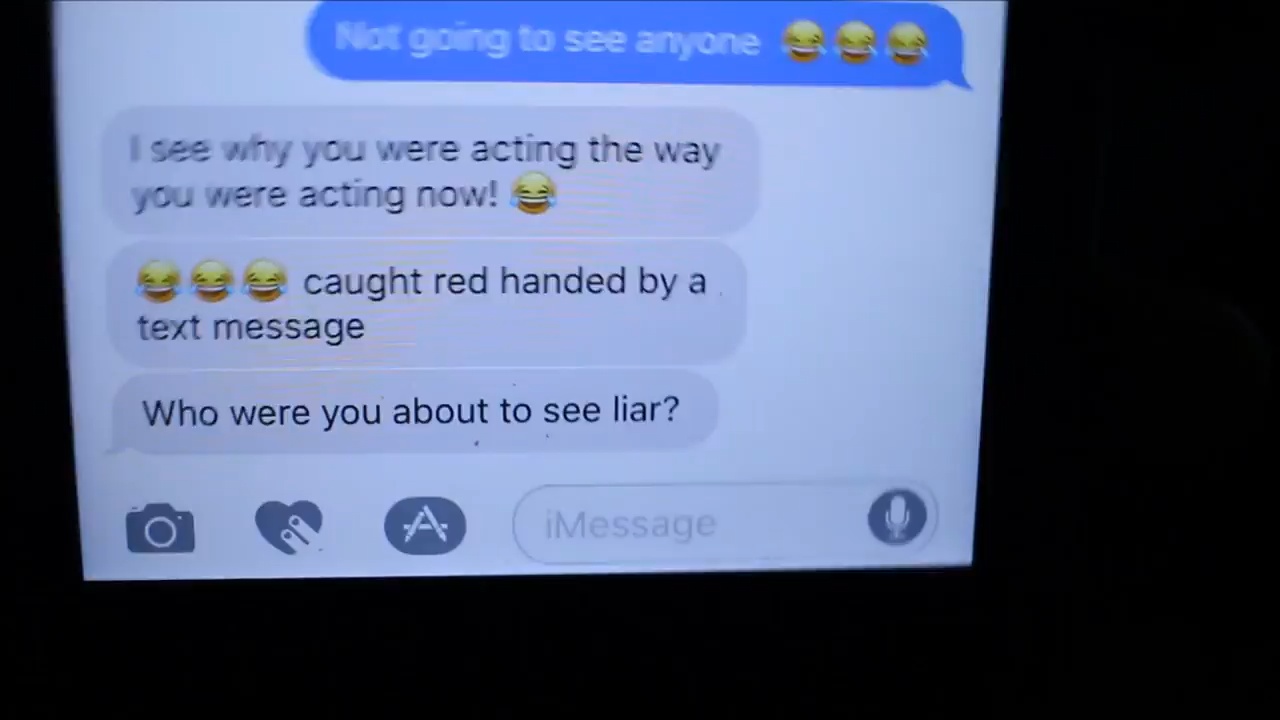 Not going to see anyone 😂😂😂
I see why you were acting the way
you were acting now! 😂
😂😂😂 caught red handed by a
text message
Who were you about to see liar?
iMessage